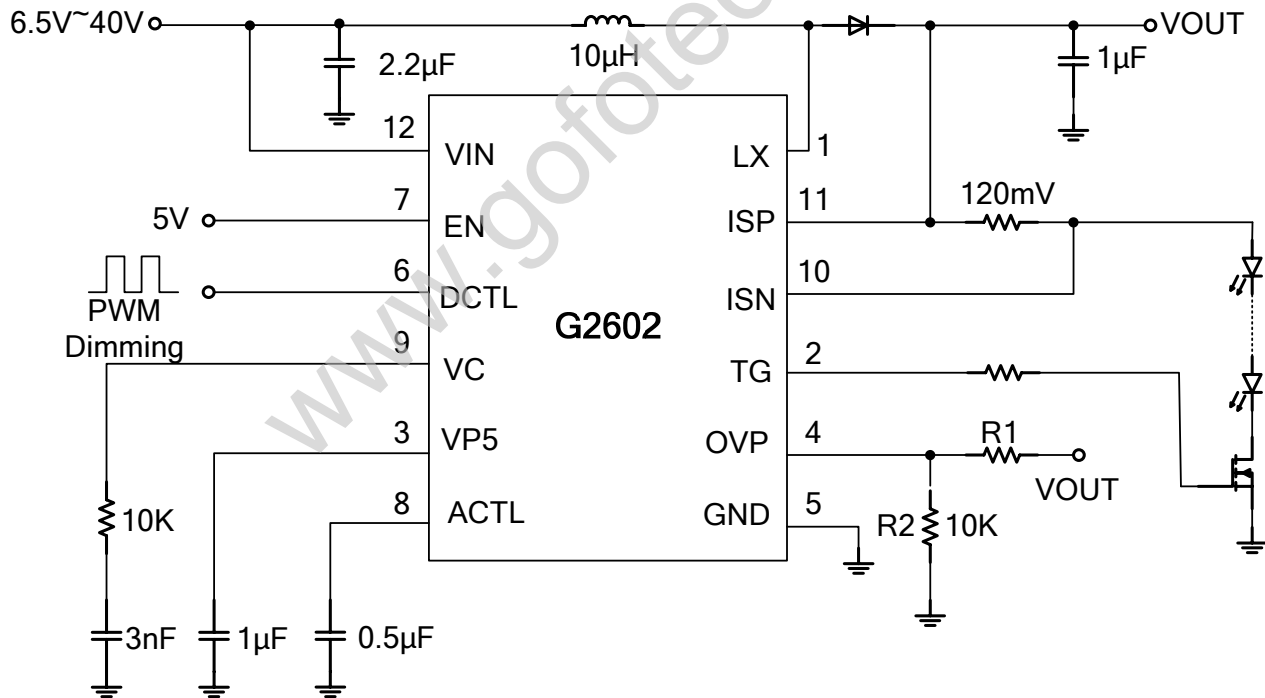 6.5V~40V
VOUT
2.2µF
10µH
1µF
12
VIN
LX
1
7
5V
EN
11
ISP
120mV
6
PWM
Dimming
DCTL
10
ISN
G2602
9
VC
2
TG
3
VP5
4
OVP
R1
VOUT
8
ACTL
5
GND
R2
10K
10K
3nF
1µF
0.5µF
www.gofotec